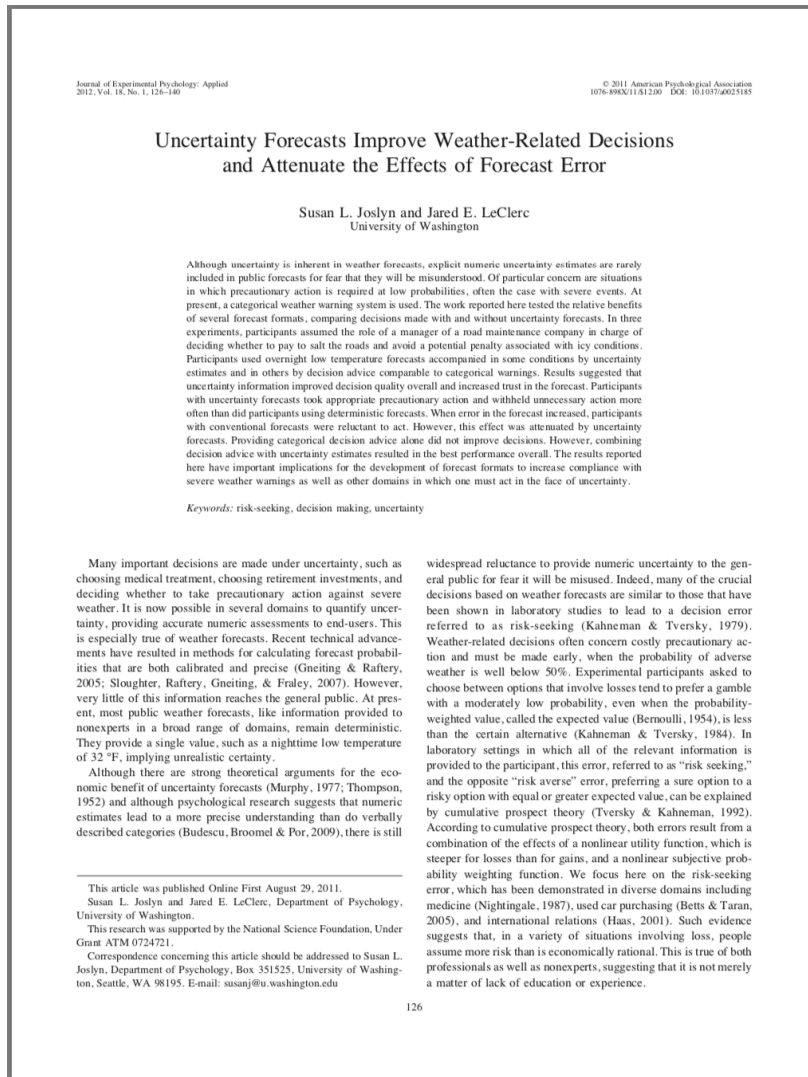 Journal of Experimental Psychology: Applied
2012, Vol. 18, No. 1, 126–140
© 2011 American Psychological Association
1076-898X/11/$12.00 DOI: 10.1037/a0025185
Uncertainty Forecasts Improve Weather-Related Decisions
and Attenuate the Effects of Forecast Error
Susan L. Joslyn and Jared E. LeClerc
University of Washington
Although uncertainty is inherent in weather forecasts, explicit numeric uncertainty estimates are rarely
included in public forecasts for fear that they will be misunderstood. Of particular concern are situations
in which precautionary action is required at low probabilities, often the case with severe events. At
present, a categorical weather warning system is used. The work reported here tested the relative benefits
of several forecast formats, comparing decisions made with and without uncertainty forecasts. In three
experiments, participants assumed the role of a manager of a road maintenance company in charge of
deciding whether to pay to salt the roads and avoid a potential penalty associated with icy conditions.
Participants used overnight low temperature forecasts accompanied in some conditions by uncertainty
estimates and in others by decision advice comparable to categorical warnings. Results suggested that
uncertainty information improved decision quality overall and increased trust in the forecast. Participants
with uncertainty forecasts took appropriate precautionary action and withheld unnecessary action more
often than did participants using deterministic forecasts. When error in the forecast increased, participants
with conventional forecasts were reluctant to act. However, this effect was attenuated by uncertainty
forecasts. Providing categorical decision advice alone did not improve decisions. However, combining
decision advice with uncertainty estimates resulted in the best performance overall. The results reported
here have important implications for the development of forecast formats to increase compliance with
severe weather warnings as well as other domains in which one must act in the face of uncertainty.
Keywords: risk-seeking, decision making, uncertainty
Many important decisions are made under uncertainty, such as
choosing medical treatment, choosing retirement investments, and
deciding whether to take precautionary action against severe
weather. It is now possible in several domains to quantify uncer-
tainty, providing accurate numeric assessments to end-users. This
is especially true of weather forecasts. Recent technical advance-
ments have resulted in methods for calculating forecast probabil-
ities that are both calibrated and precise (Gneiting & Raftery,
2005; Sloughter, Raftery, Gneiting, & Fraley, 2007). However,
very little of this information reaches the general public. At pres-
ent, most public weather forecasts, like information provided to
nonexperts in a broad range of domains, remain deterministic.
They provide a single value, such as a nighttime low temperature
of 32 °F, implying unrealistic certainty.
Although there are strong theoretical arguments for the eco-
nomic benefit of uncertainty forecasts (Murphy, 1977; Thompson,
1952) and although psychological research suggests that numeric
estimates lead to a more precise understanding than do verbally
described categories (Budescu, Broomel & Por, 2009), there is still
This article was published Online First August 29, 2011.
Susan L. Joslyn and Jared E. LeClerc, Department of Psychology,
University of Washington.
This research was supported by the National Science Foundation, Under
Grant ATM 0724721.
Correspondence concerning this article should be addressed to Susan L.
Joslyn, Department of Psychology, Box 351525, University of Washing-
ton, Seattle, WA 98195. E-mail: susanj@u.washington.edu
widespread reluctance to provide numeric uncertainty to the gen-
eral public for fear it will be misused. Indeed, many of the crucial
decisions based on weather forecasts are similar to those that have
been shown in laboratory studies to lead to a decision error
referred to as risk-seeking (Kahneman & Tversky, 1979).
Weather-related decisions often concern costly precautionary ac-
tion and must be made early, when the probability of adverse
weather is well below 50%. Experimental participants asked to
choose between options that involve losses tend to prefer a gamble
with a moderately low probability, even when the probability-
weighted value, called the expected value (Bernoulli, 1954), is less
than the certain alternative (Kahneman & Tversky, 1984). In
laboratory settings in which all of the relevant information is
provided to the participant, this error, referred to as “risk seeking,”
and the opposite “risk averse” error, preferring a sure option to a
risky option with equal or greater expected value, can be explained
by cumulative prospect theory (Tversky & Kahneman, 1992).
According to cumulative prospect theory, both errors result from a
combination of the effects of a nonlinear utility function, which is
steeper for losses than for gains, and a nonlinear subjective prob-
ability weighting function. We focus here on the risk-seeking
error, which has been demonstrated in diverse domains including
medicine (Nightingale, 1987), used car purchasing (Betts & Taran,
2005), and international relations (Haas, 2001). Such evidence
suggests that, in a variety of situations involving loss, people
assume more risk than is economically rational. This is true of both
professionals as well as nonexperts, suggesting that it is not merely
a matter of lack of education or experience.
126